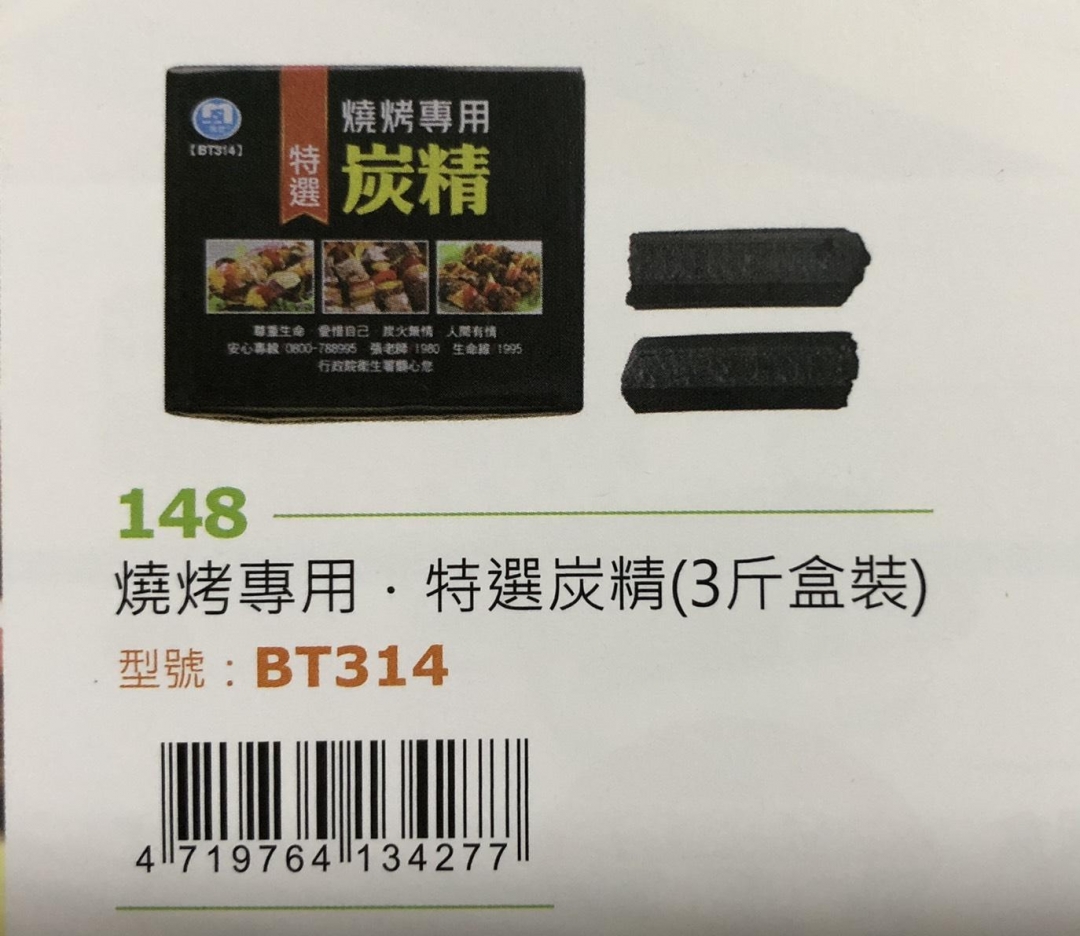 【BT314】
特選
燒烤專用
炭精
尊重生命 愛惜自己 炭火無情 人間有情
安心專線 0800-788995 張老師 1980 生命線 1995
行政院衛生署關心您
148
燒烤專用・特選炭精(3斤盒裝)
型號：BT314
4 719764 134277